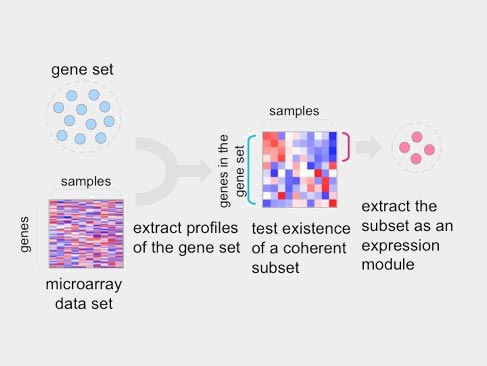 gene set
samples
genes
microarray
data set
extract profiles
of the gene set
samples
genes in the
gene set
test existence
of a coherent
subset
extract the
subset as an
expression
module